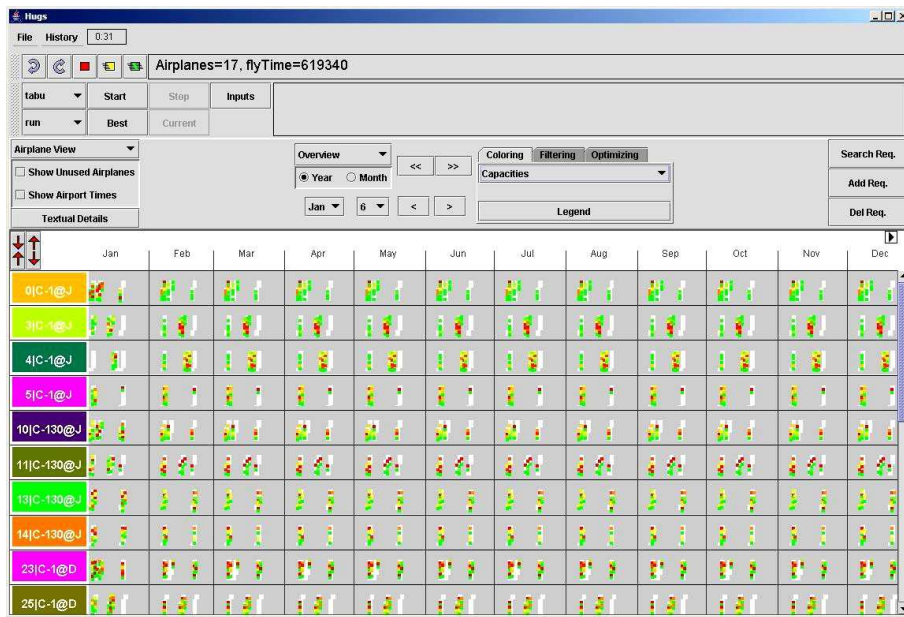 Hugs
File History 0:31
Airplanes=17, flyTime=619340
tabu Start Stop Inputs
run Best Current
Airplane View
Show Unused Airplanes
Show Airport Times
Textual Details
Overview
Year Month
<< >>
Jan 6 < >
Coloring Filtering Optimizing
Capacities
Legend
Search Req.
Add Req.
Del Req.
Jan Feb Mar Apr May Jun Jul Aug Sep Oct Nov Dec
0|C-1@J
3|C-1@J
4|C-1@J
5|C-1@J
10|C-130@J
11|C-130@J
13|C-130@J
14|C-130@J
23|C-1@D
25|C-1@D